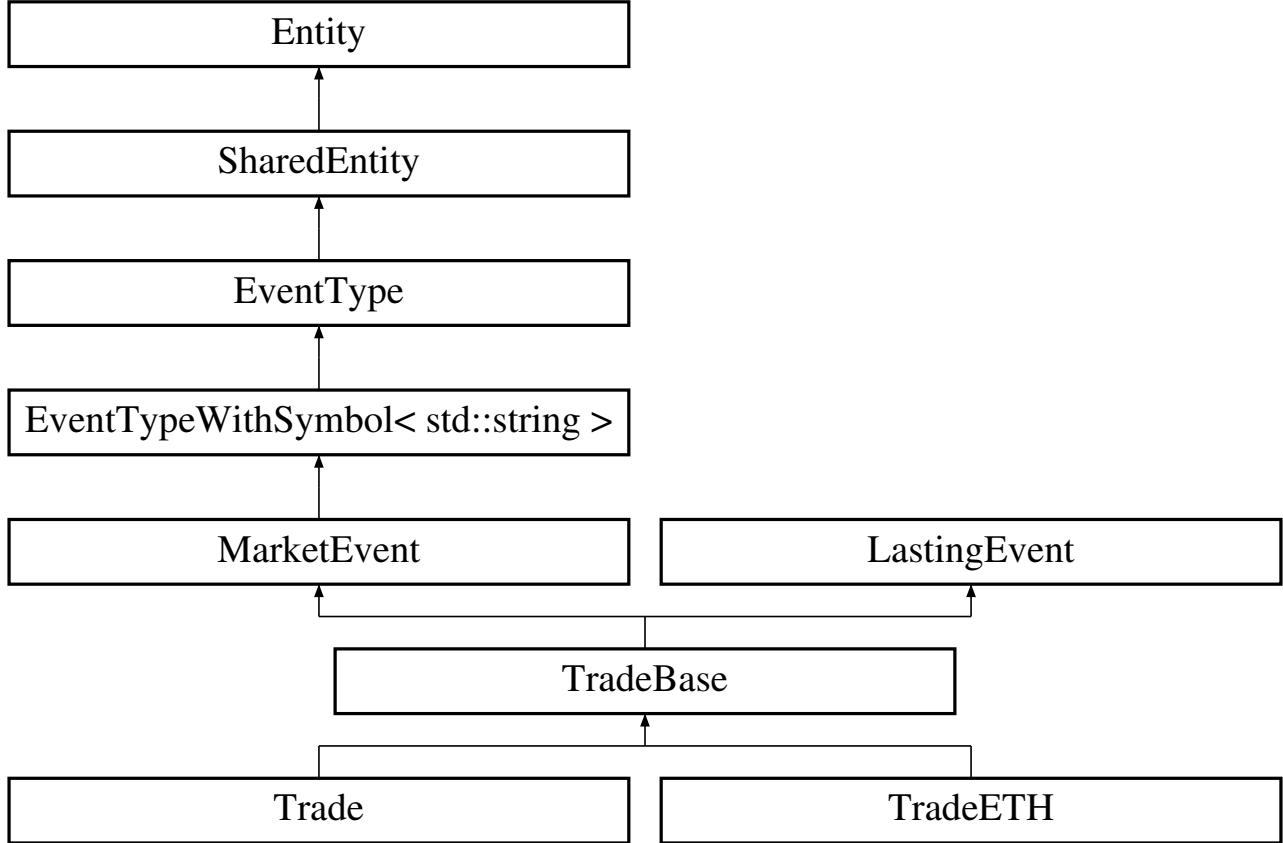 Entity
SharedEntity
EventType
EventTypeWithSymbol< std::string >
MarketEvent
LastingEvent
TradeBase
Trade
TradeETH